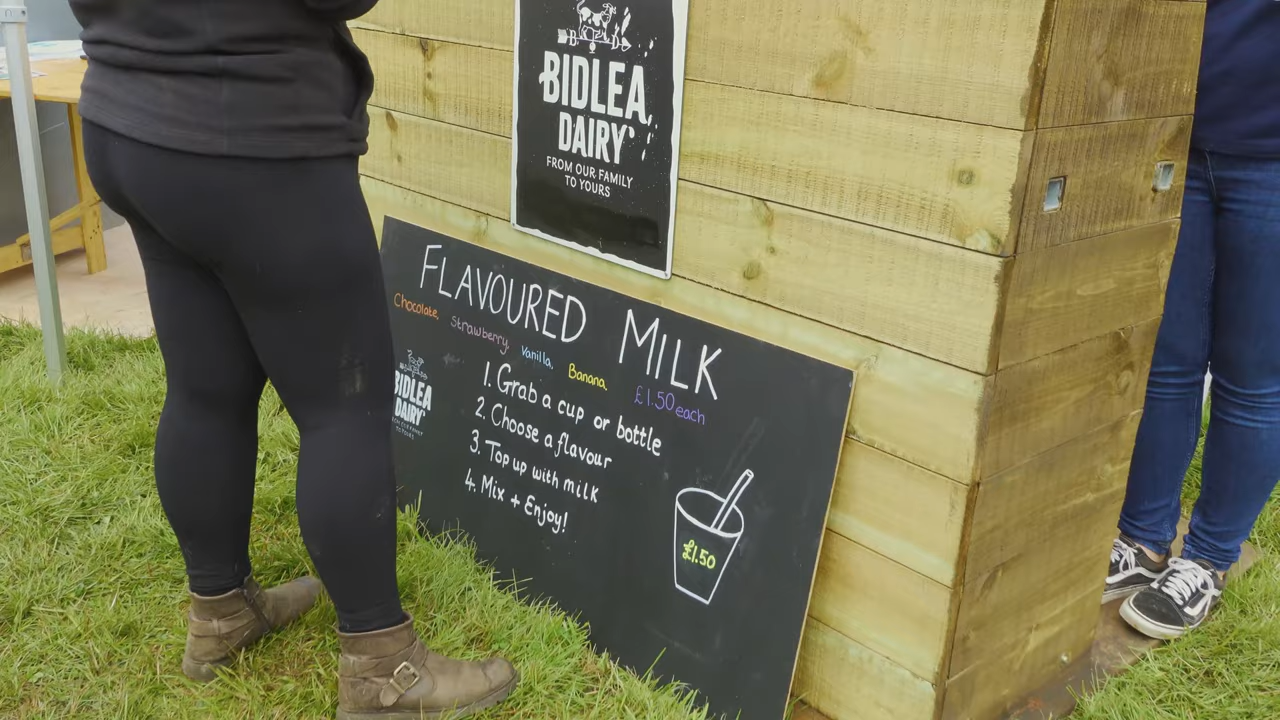 B D
BIDLEA
DAIRY
FROM OUR FAMILY
TO YOURS
FLAVOURED MILK
Chocolate, Strawberry, Vanilla, Banana, £1.50 each
BIDLEA
DAIRY
1. Grab a cup or bottle
2. Choose a flavour
3. Top up with milk
4. Mix + Enjoy!
£1.50